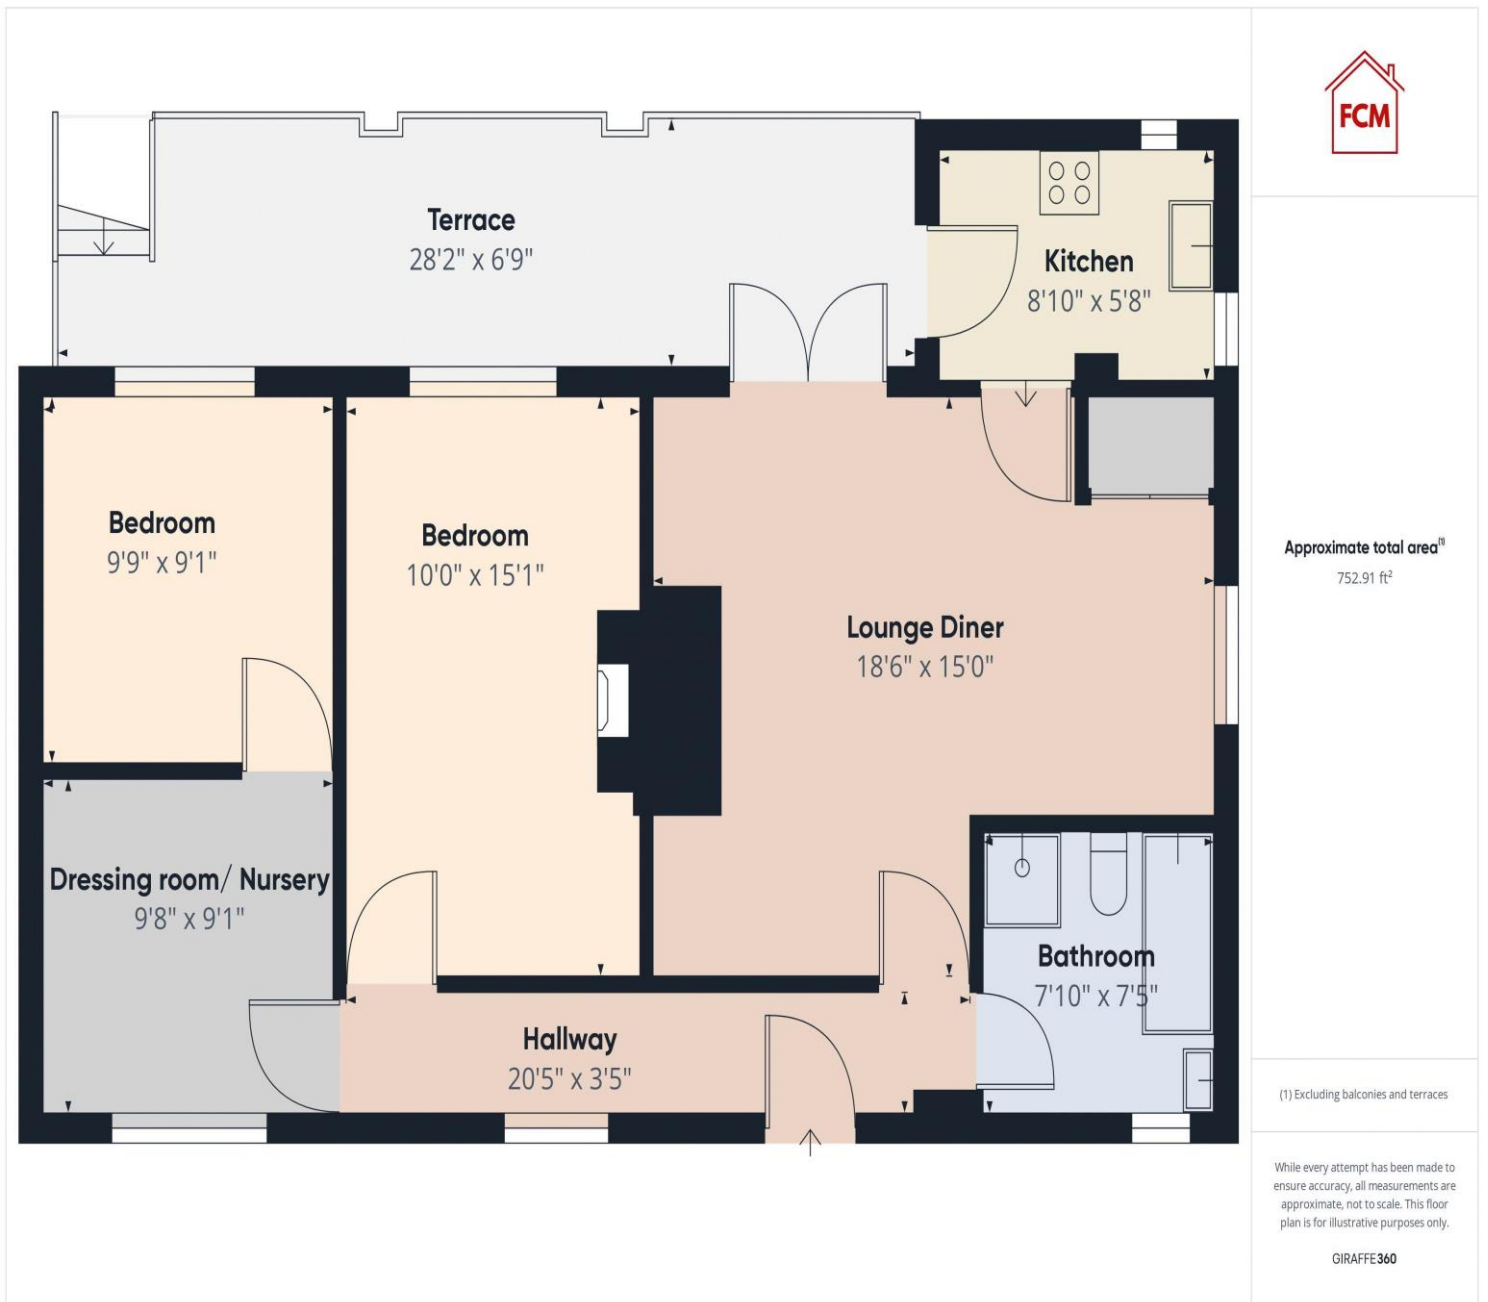 FCM
Terrace
28'2" x 6'9"
Kitchen
8'10" x 5'8"
Bedroom
9'9" x 9'1"
Bedroom
10'0" x 15'1"
Lounge Diner
18'6" x 15'0"
Dressing room/ Nursery
9'8" x 9'1"
Bathroom
7'10" x 7'5"
Hallway
20'5" x 3'5"
Approximate total area(1)
752.91 ft²
(1) Excluding balconies and terraces
While every attempt has been made to
ensure accuracy, all measurements are
approximate, not to scale. This floor
plan is for illustrative purposes only.
GIRAFFE360